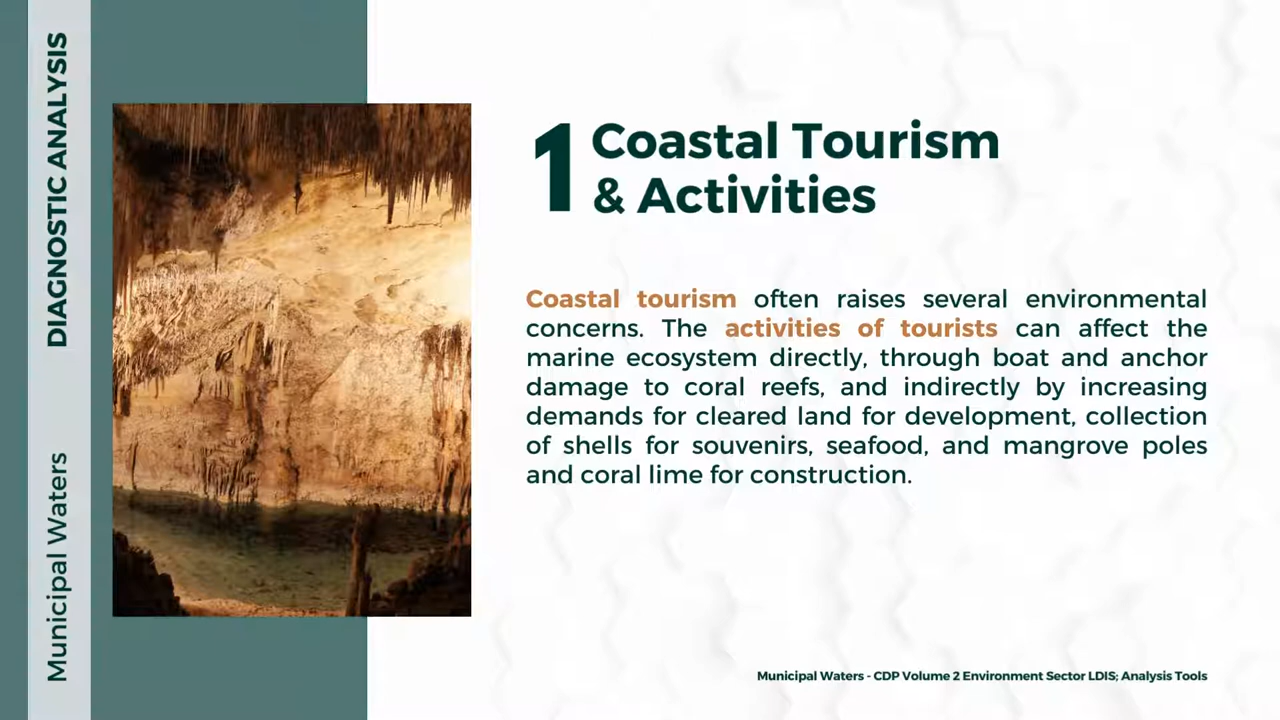 DIAGNOSTIC ANALYSIS
Municipal Waters
1 Coastal Tourism
& Activities
Coastal tourism often raises several environmental
concerns. The activities of tourists can affect the
marine ecosystem directly, through boat and anchor
damage to coral reefs, and indirectly by increasing
demands for cleared land for development, collection
of shells for souvenirs, seafood, and mangrove poles
and coral lime for construction.
Municipal Waters - CDP Volume 2 Environment Sector LDIS; Analysis Tools